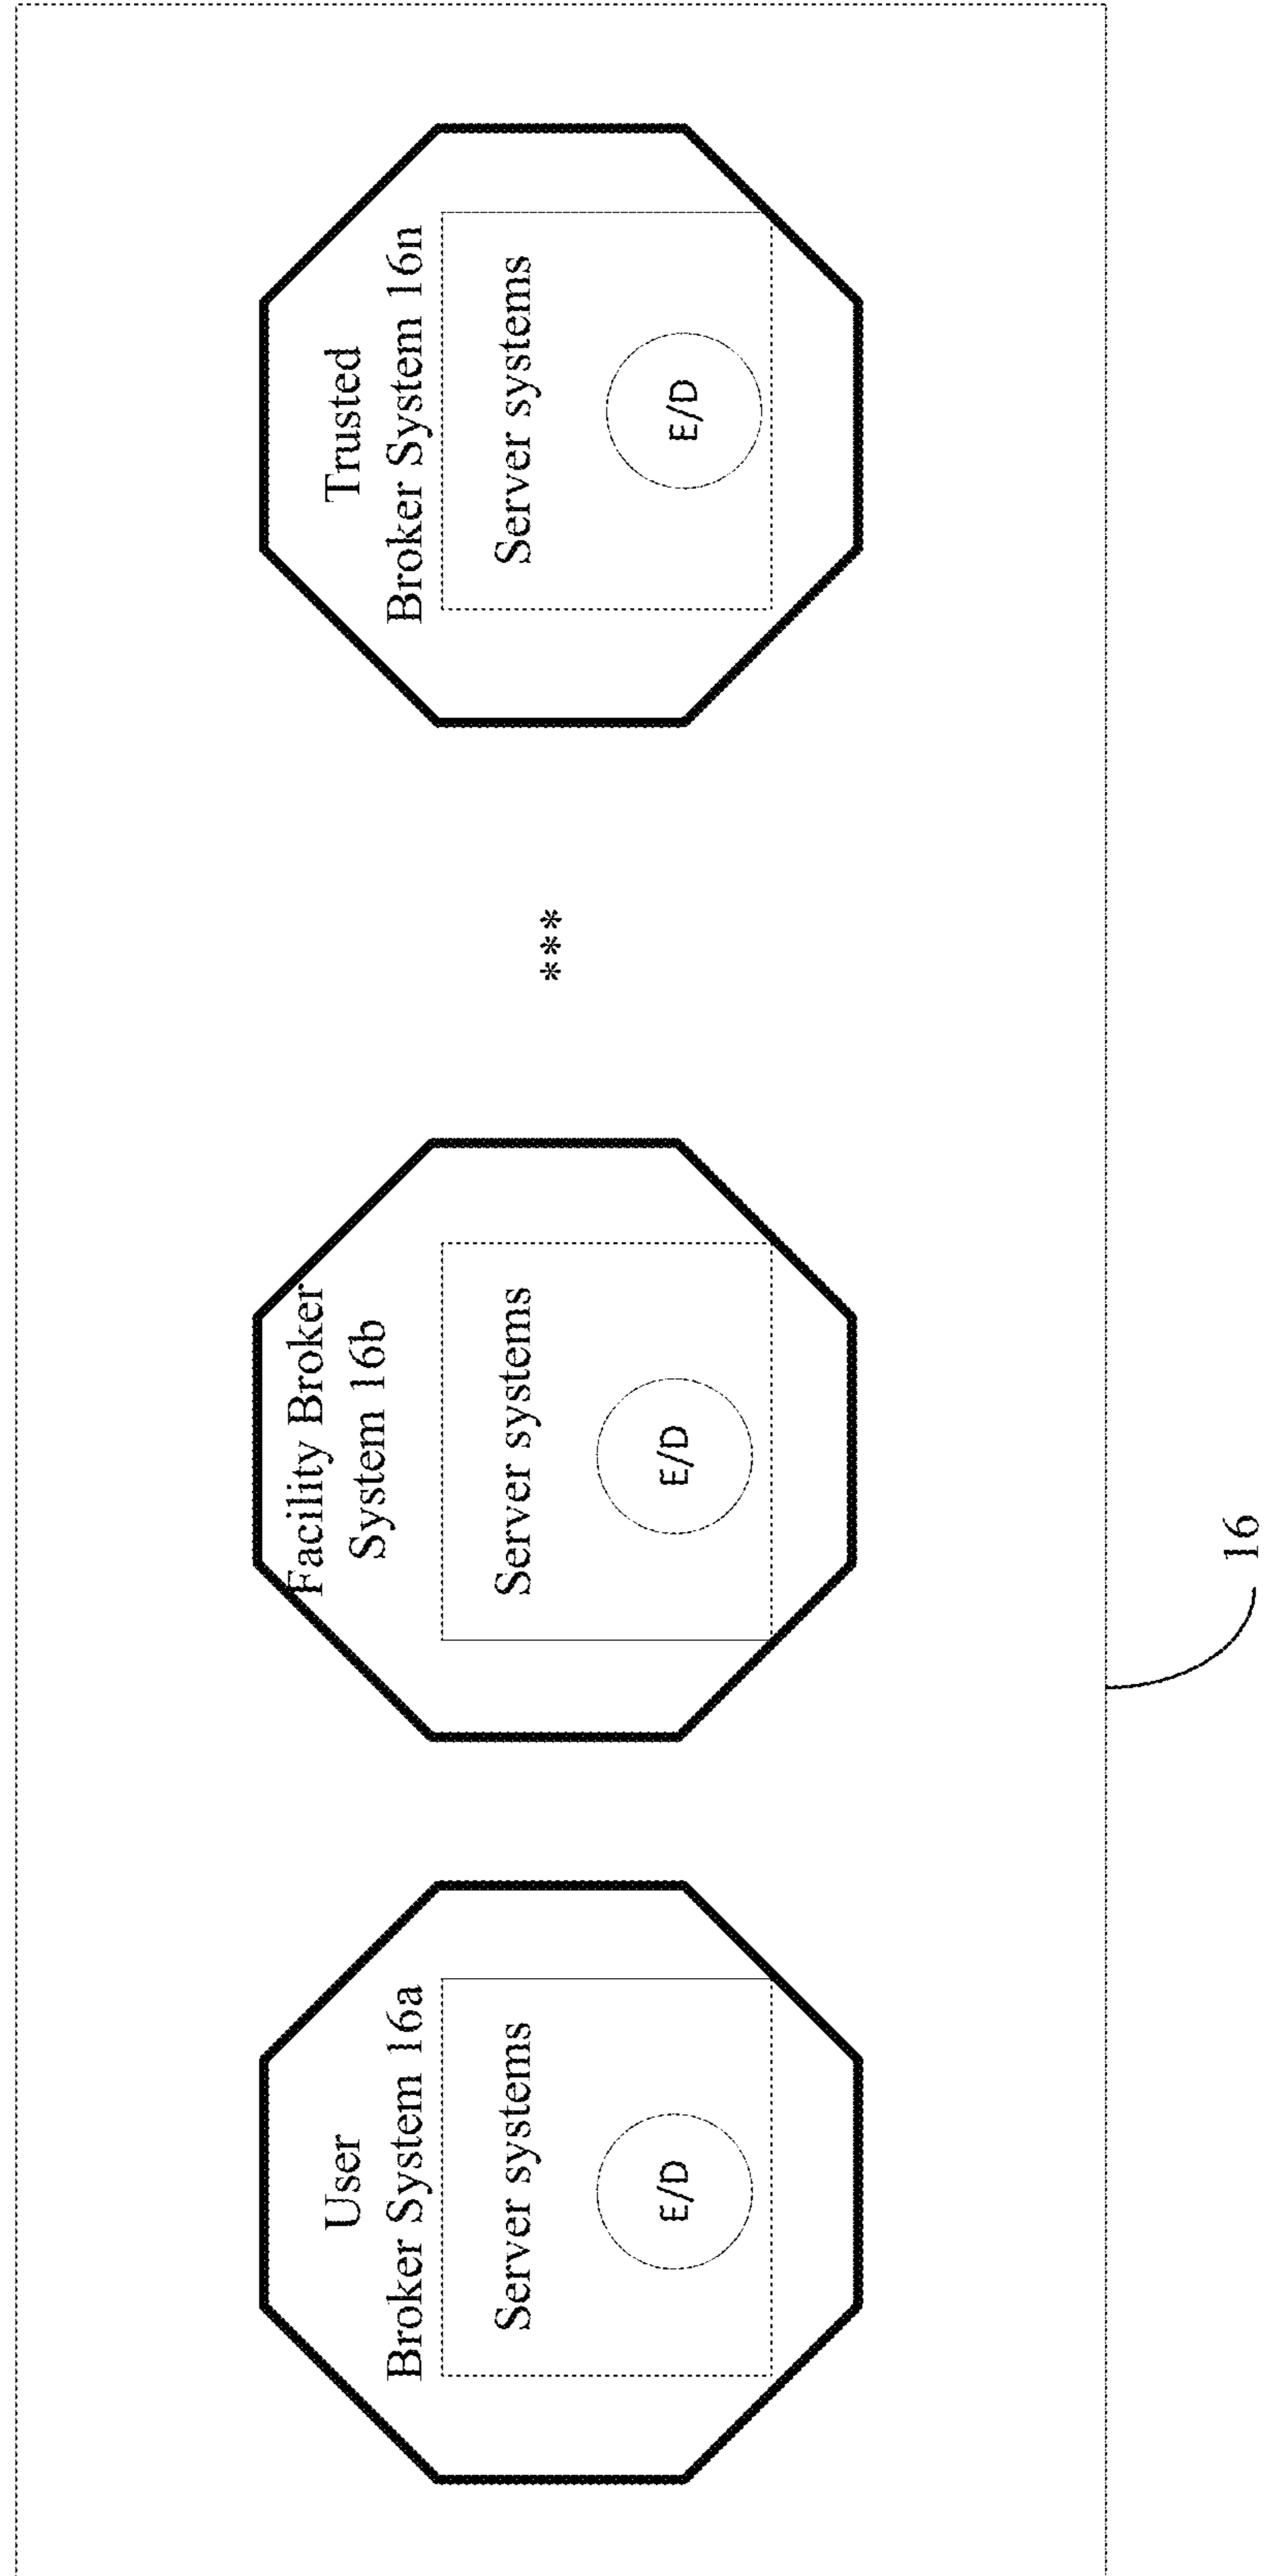 User
Broker System 16a
Server systems
E/D
Facility Broker
System 16b
Server systems
E/D
***
Trusted
Broker System 16n
Server systems
E/D
16